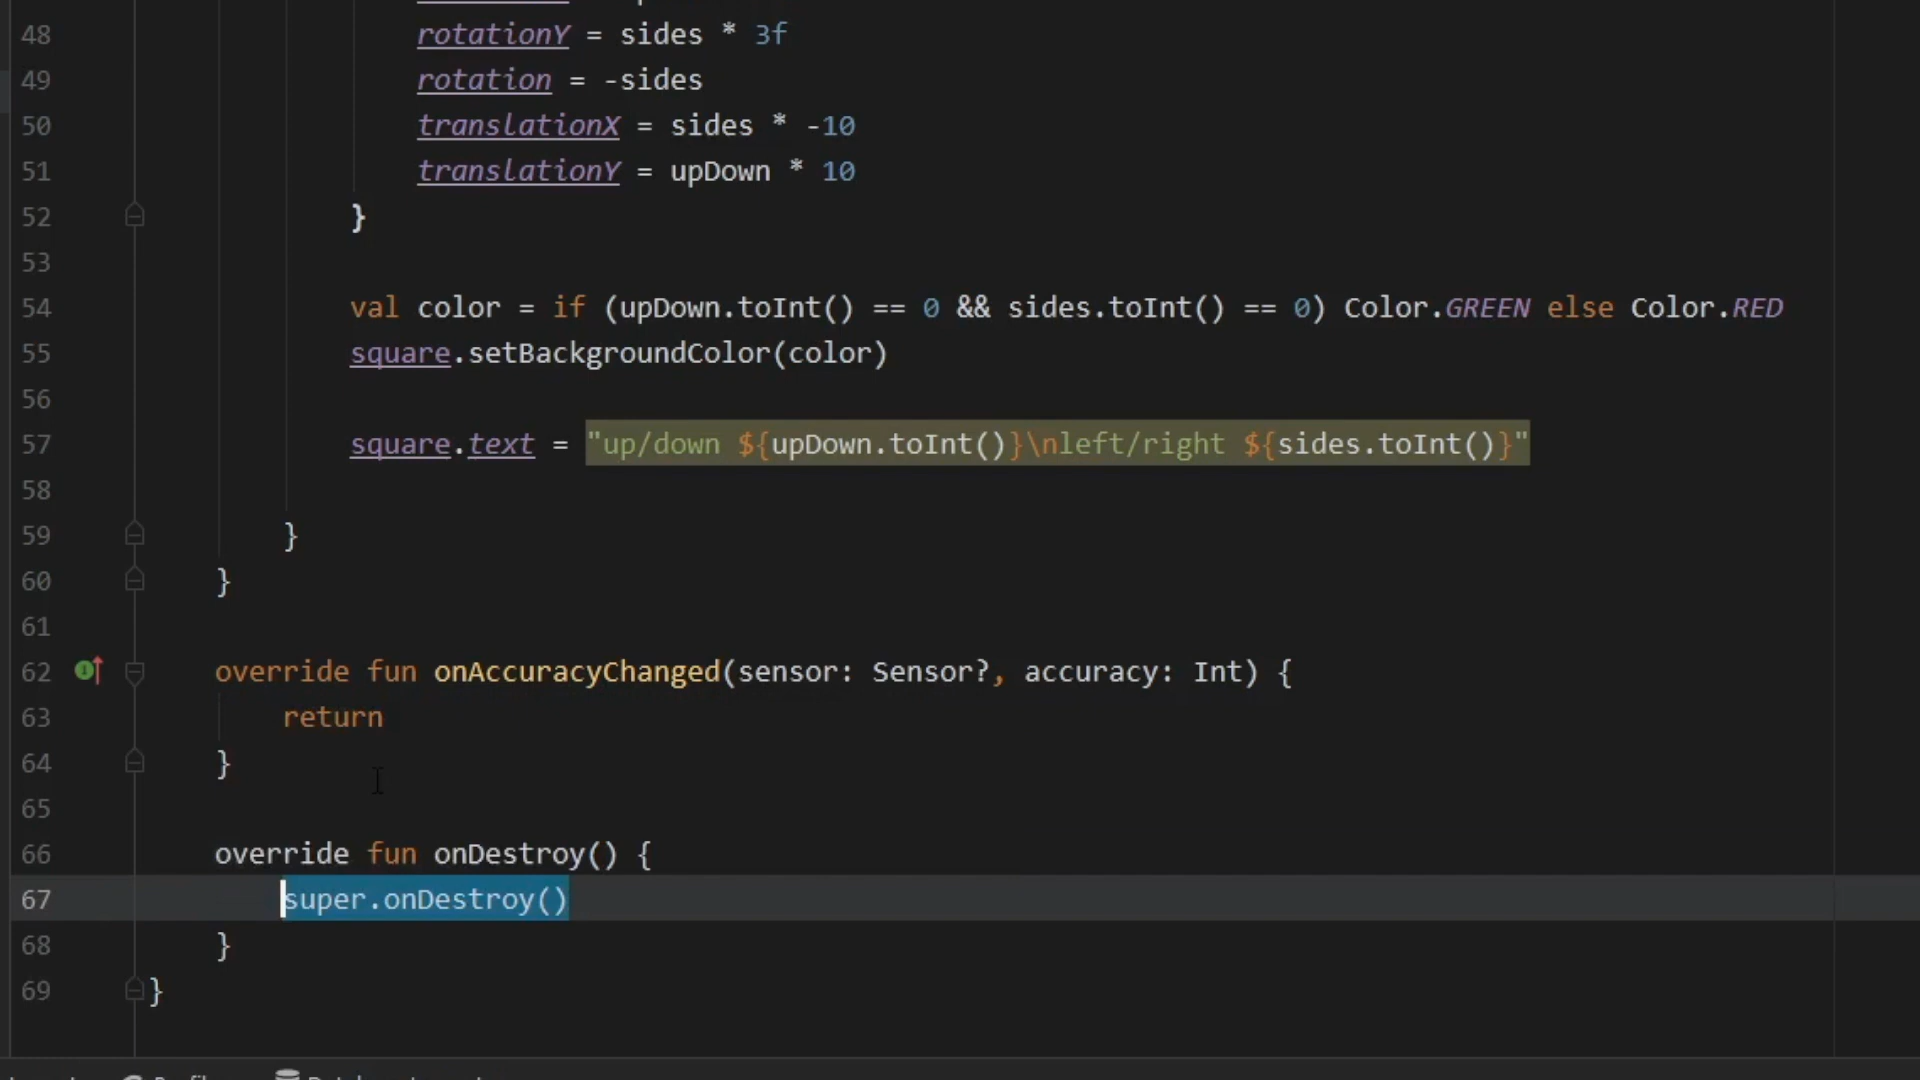 48 rotationY = sides * 3f
49 rotation = -sides
50 translationX = sides * -10
51 translationY = upDown * 10
52 }
53
54 val color = if (upDown.toInt() == 0 && sides.toInt() == 0) Color.GREEN else Color.RED
55 square.setBackgroundColor(color)
56
57 square.text = "up/down ${upDown.toInt()}\nleft/right ${sides.toInt()}"
58
59 }
60 }
61
62 override fun onAccuracyChanged(sensor: Sensor?, accuracy: Int) {
63 return
64 }
65
66 override fun onDestroy() {
67 super.onDestroy()
68 }
69 }